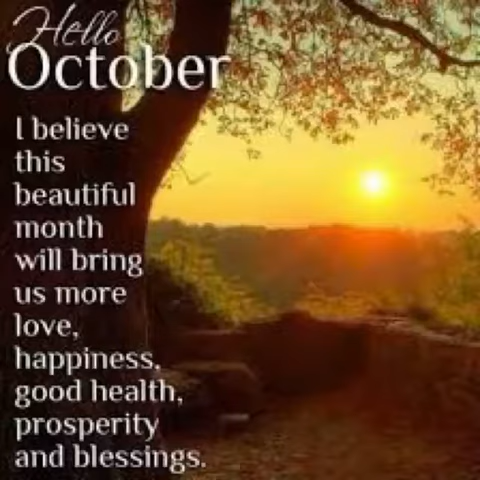 Hello
October
I believe
this
beautiful
month
will bring
us more
love,
happiness,
good health,
prosperity
and blessings.